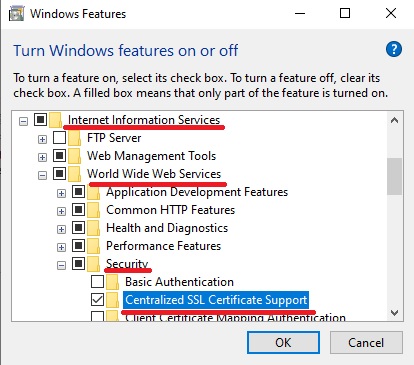 Windows Features
Turn Windows features on or off
To turn a feature on, select its check box. To turn a feature off, clear its
check box. A filled box means that only part of the feature is turned on.
Internet Information Services
FTP Server
Web Management Tools
World Wide Web Services
Application Development Features
Common HTTP Features
Health and Diagnostics
Performance Features
Security
Basic Authentication
Centralized SSL Certificate Support
Client Certificate Mapping Authentication
OK
Cancel